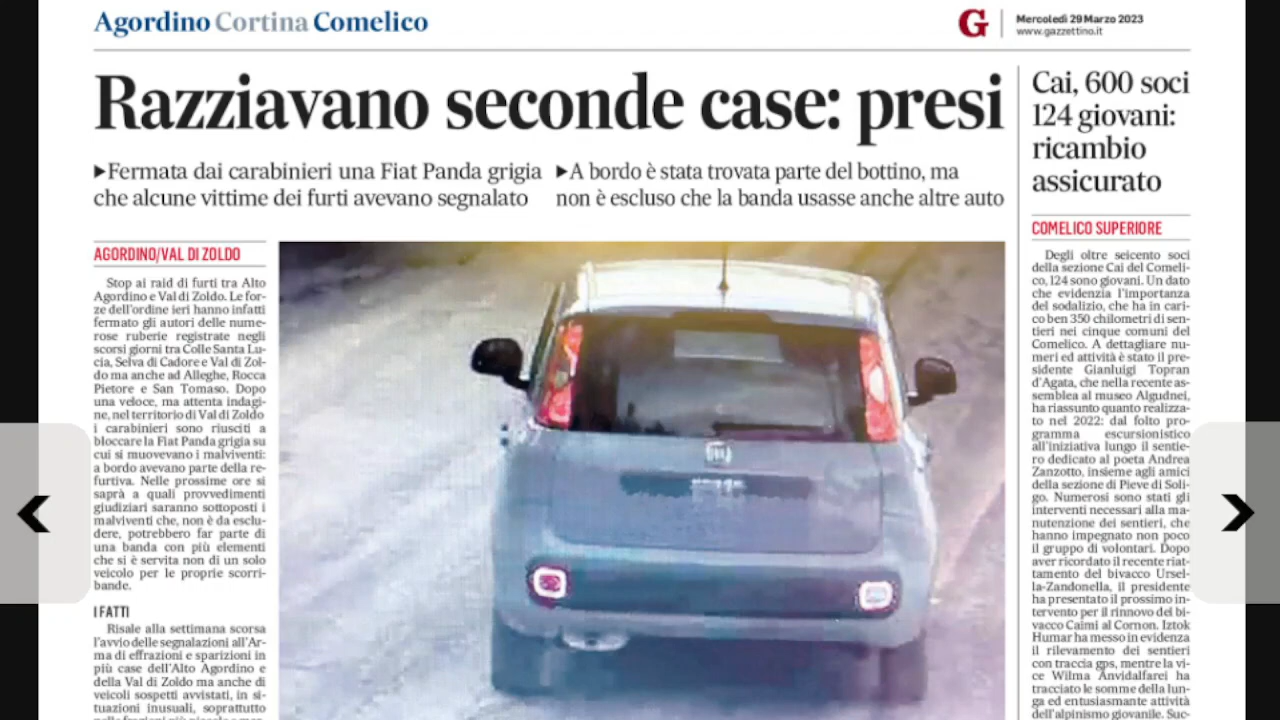 Agordino Cortina Comelico
G
Mercoledì 29 Marzo 2023
www.gazzettino.it
Razziavano seconde case: presi
▶Fermata dai carabinieri una Fiat Panda grigia
che alcune vittime dei furti avevano segnalato
▶A bordo è stata trovata parte del bottino, ma
non è escluso che la banda usasse anche altre auto
AGORDINO/VAL DI ZOLDO
Stop ai raid di furti tra Alto
Agordino e Val di Zoldo. Le for-
ze dell'ordine ieri hanno infatti
fermato gli autori delle nume-
rose ruberie registrate negli
scorsi giorni tra Colle Santa Lu-
cia, Selva di Cadore e Val di Zol-
do ma anche ad Alleghe, Rocca
Pietore e San Tomaso. Dopo
una veloce, ma attenta indagi-
ne, nel territorio di Val di Zoldo
i carabinieri sono riusciti a
bloccare la Fiat Panda grigia su
cui si muovevano i malviventi:
a bordo avevano parte della re-
furtiva. Nelle prossime ore si
saprà a quali provvedimenti
giudiziari saranno sottoposti i
malviventi che, non è da esclu-
dere, potrebbero far parte di
una banda con più elementi
che si è servita non di un solo
veicolo per le proprie scorri-
bande.
I FATTI
Risale alla settimana scorsa
l'avvio delle segnalazioni all'Ar-
ma di effrazioni e sparizioni in
più case dell'Alto Agordino e
della Val di Zoldo ma anche di
veicoli sospetti avvistati, in si-
tuazioni inusuali, soprattutto
Cai, 600 soci
124 giovani:
ricambio
assicurato
COMELICO SUPERIORE
Degli oltre seicento soci
della sezione Cai del Comeli-
co, 124 sono giovani. Un dato
che evidenzia l'importanza
del sodalizio, che ha in cari-
co ben 350 chilometri di sen-
tieri nei cinque comuni del
Comelico. A dettagliare nu-
meri ed attività è stato il pre-
sidente Gianluigi Topran
d'Agata, che nella recente as-
semblea al museo Algudnei,
ha riassunto quanto realizza-
to nel 2022: dal folto pro-
gramma escursionistico
all'iniziativa lungo il sentie-
ro dedicato al poeta Andrea
Zanzotto, insieme agli amici
della sezione di Pieve di Soli-
go. Numerosi sono stati gli
interventi necessari alla ma-
nutenzione dei sentieri, che
hanno impegnato non poco
il gruppo di volontari. Dopo
aver ricordato il recente riat-
tamento del bivacco Ursel-
la-Zandonella, il presidente
ha presentato il prossimo in-
tervento per il rinnovo del bi-
vacco Caimi al Cornon. Iztok
Humar ha messo in evidenza
il rilevamento dei sentieri
con traccia gps, mentre la vi-
ce Wilma Anvidalfarei ha
tracciato le somme della lun-
ga ed entusiasmante attività
dell'alpinismo giovanile. Suc-